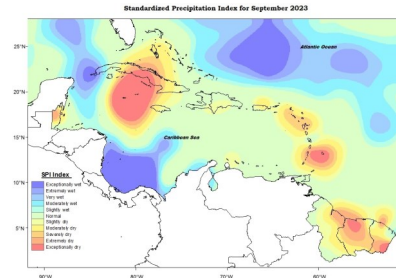 Standardized Precipitation Index for September 2023
25°N
Atlantic Ocean
20°N
15°N
Caribbean Sea
10°N
5°N
SPI Index
Exceptionally wet
Extremely wet
Very wet
Moderately wet
Slightly wet
Normal
Slightly dry
Moderately dry
Severely dry
Extremely dry
Exceptionally dry
90°W
80°W
70°W
60°W